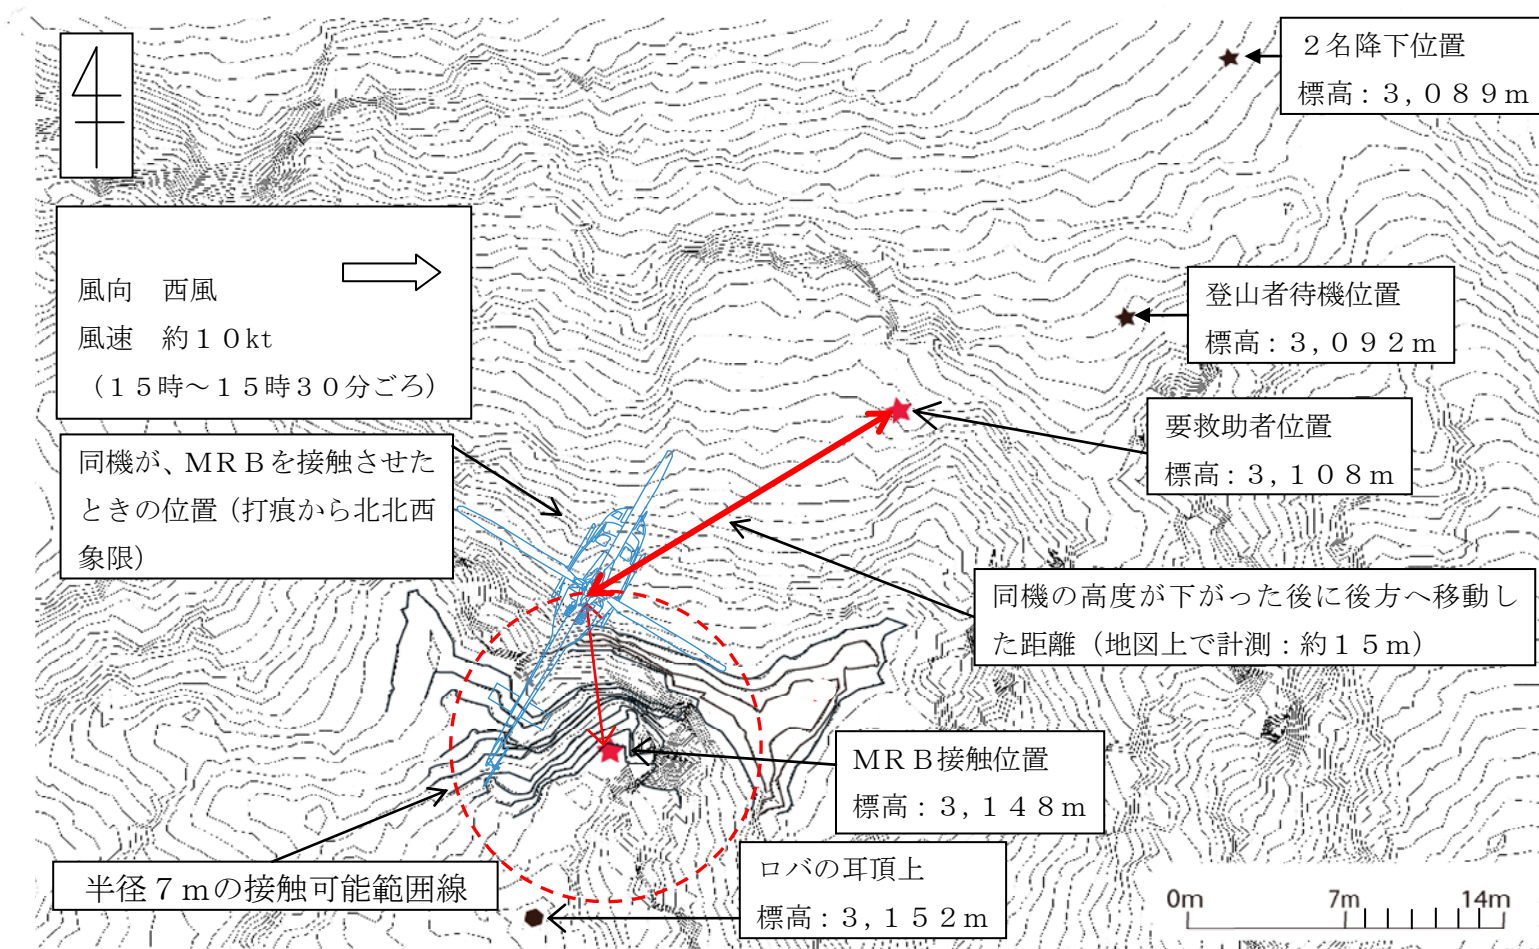 ２名降下位置
標高：３，０８９ｍ
風向　西風
風速　約１０kt
（１５時～１５時３０分ごろ）
登山者待機位置
標高：３，０９２ｍ
要救助者位置
標高：３，１０８ｍ
同機が、ＭＲＢを接触させた
ときの位置（打痕から北北西
象限）
同機の高度が下がった後に後方へ移動し
た距離（地図上で計測：約１５ｍ）
ＭＲＢ接触位置
標高：３，１４８ｍ
半径７ｍの接触可能範囲線
ロバの耳頂上
標高：３，１５２ｍ
0m 7m 14m